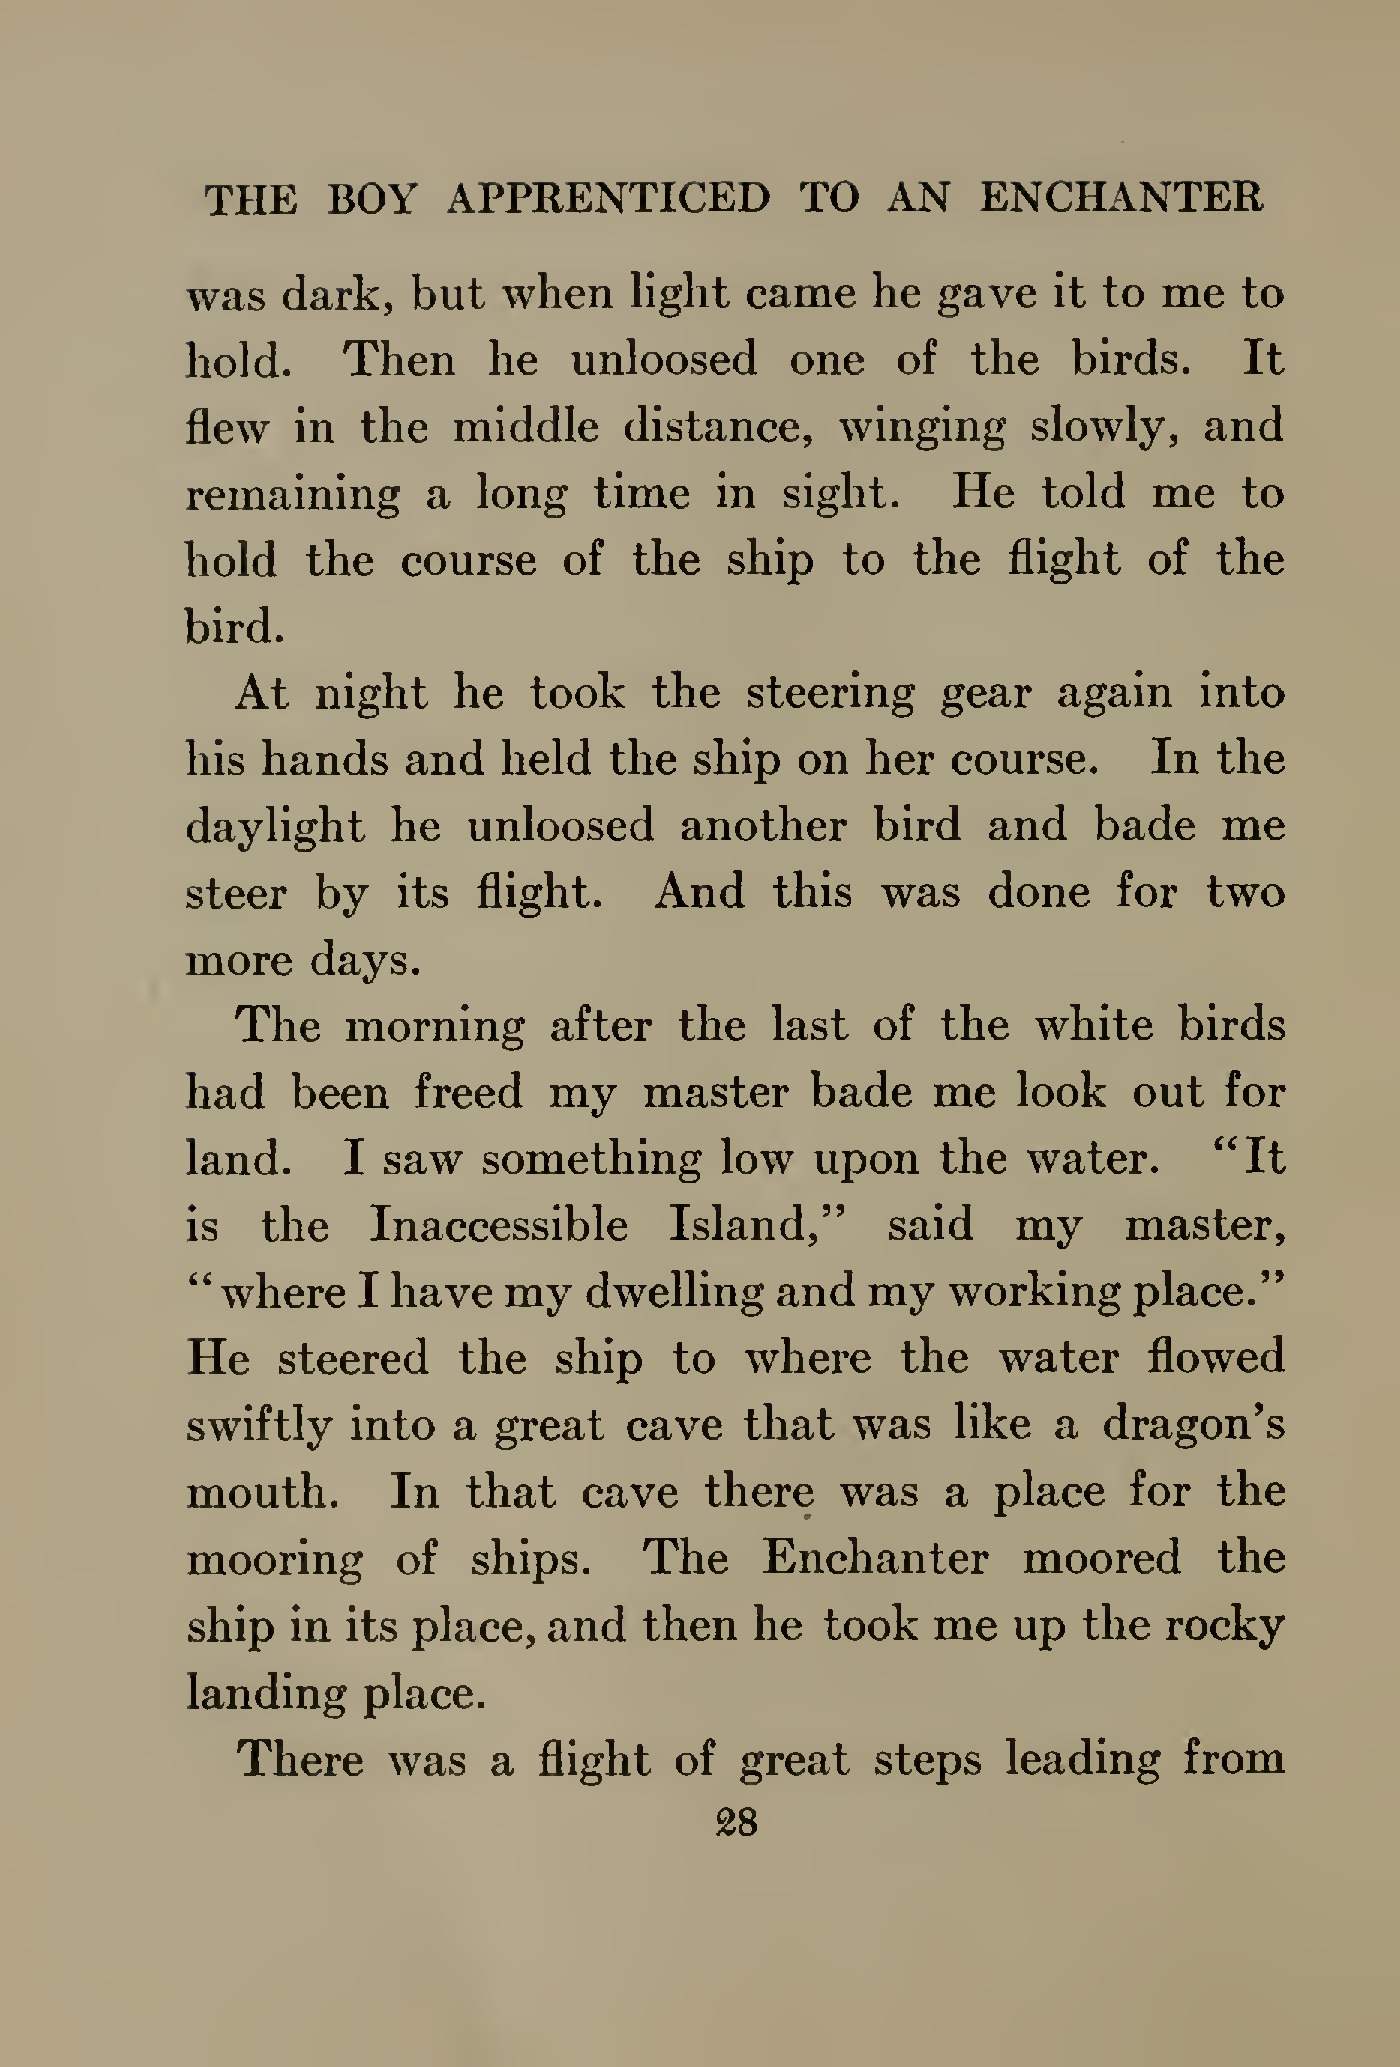 THE BOY APPRENTICED TO AN ENCHANTER
was dark, but when light came he gave it to me to
hold. Then he unloosed one of the birds. It
flew in the middle distance, winging slowly, and
remaining a long time in sight. He told me to
hold the course of the ship to the flight of the
bird.
At night he took the steering gear again into
his hands and held the ship on her course. In the
daylight he unloosed another bird and bade me
steer by its flight. And this was done for two
more days.
The morning after the last of the white birds
had been freed my master bade me look out for
land. I saw something low upon the water. “It
is the Inaccessible Island,” said my master,
“where I have my dwelling and my working place.”
He steered the ship to where the water flowed
swiftly into a great cave that was like a dragon’s
mouth. In that cave there was a place for the
mooring of ships. The Enchanter moored the
ship in its place, and then he took me up the rocky
landing place.
There was a flight of great steps leading from
28